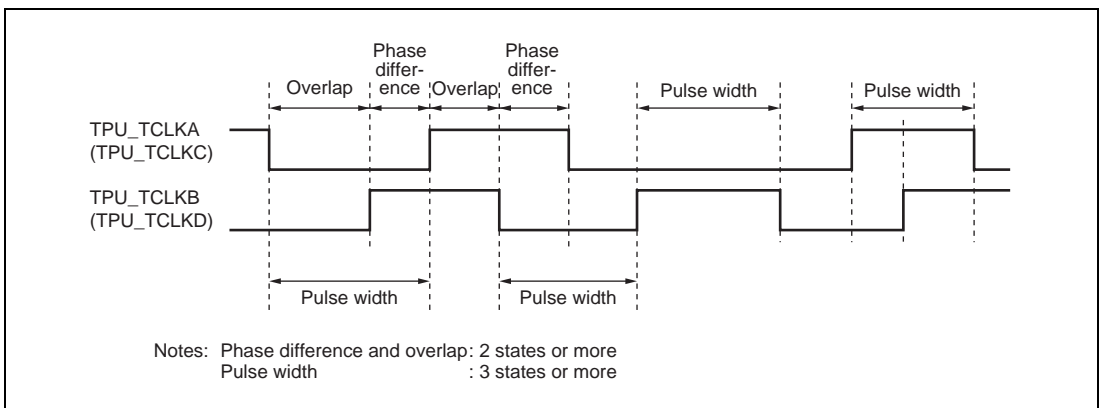 Phase
differ-
ence
Phase
differ-
ence
Overlap
Overlap
Pulse width
Pulse width
TPU_TCLKA
(TPU_TCLKC)
TPU_TCLKB
(TPU_TCLKD)
Pulse width
Pulse width
Notes: Phase difference and overlap: 2 states or more
Pulse width : 3 states or more